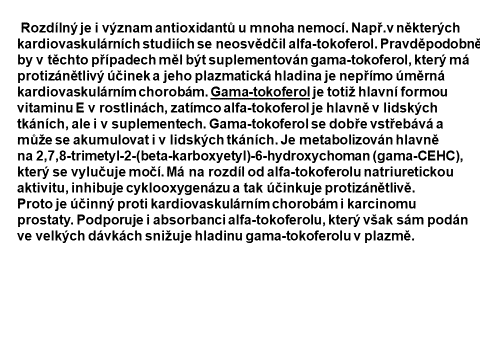 Rozdílný je i význam antioxidantů u mnoha nemocí. Např.v některých
kardiovaskulárních studiích se neosvědčil alfa-tokoferol. Pravděpodobně
by v těchto případech měl být suplementován gama-tokoferol, který má
protizánětlivý účinek a jeho plazmatická hladina je nepřímo úměrná
kardiovaskulárním chorobám. Gama-tokoferol je totiž hlavní formou
vitaminu E v rostlinách, zatímco alfa-tokoferol je hlavně v lidských
tkáních, ale i v suplementech. Gama-tokoferol se dobře vstřebává a
může se akumulovat i v lidských tkáních. Je metabolizován hlavně
na 2,7,8-trimetyl-2-(beta-karboxyetyl)-6-hydroxychoman (gama-CEHC),
který se vylučuje močí. Má na rozdíl od alfa-tokoferolu natriuretickou
aktivitu, inhibuje cyklooxygenázu a tak účinkuje protizánětlivě.
Proto je účinný proti kardiovaskulárním chorobám i karcinomu
prostaty. Podporuje i absorbanci alfa-tokoferolu, který však sám podán
ve velkých dávkách snižuje hladinu gama-tokoferolu v plazmě.